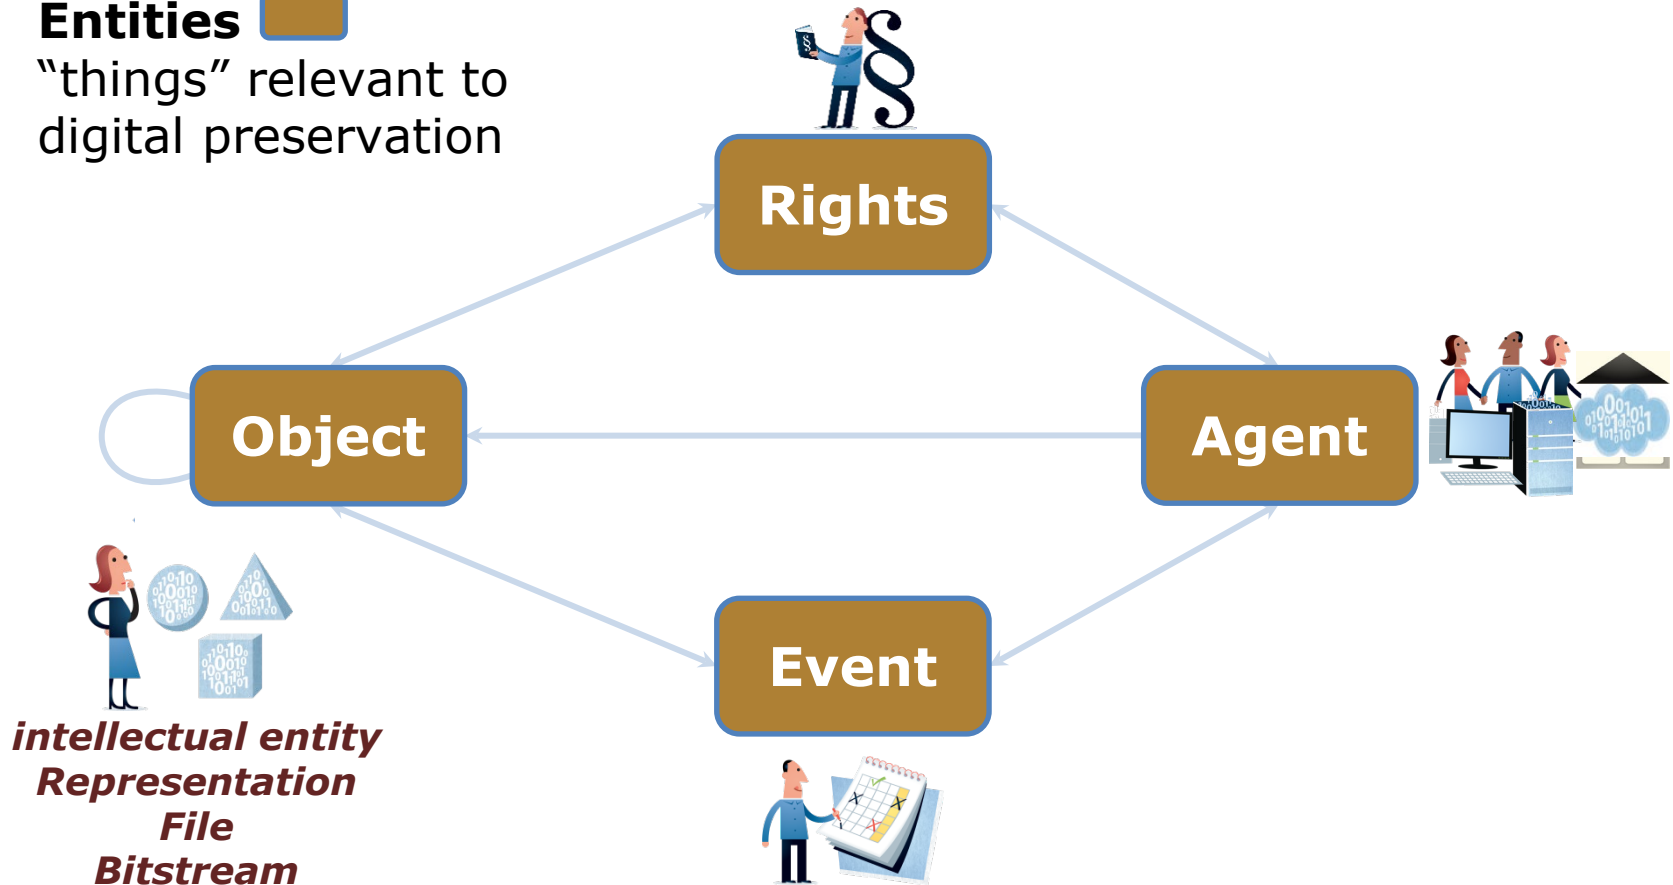 Entities
“things” relevant to
digital preservation
§
Rights
Object
Agent
Event
intellectual entity
Representation
File
Bitstream